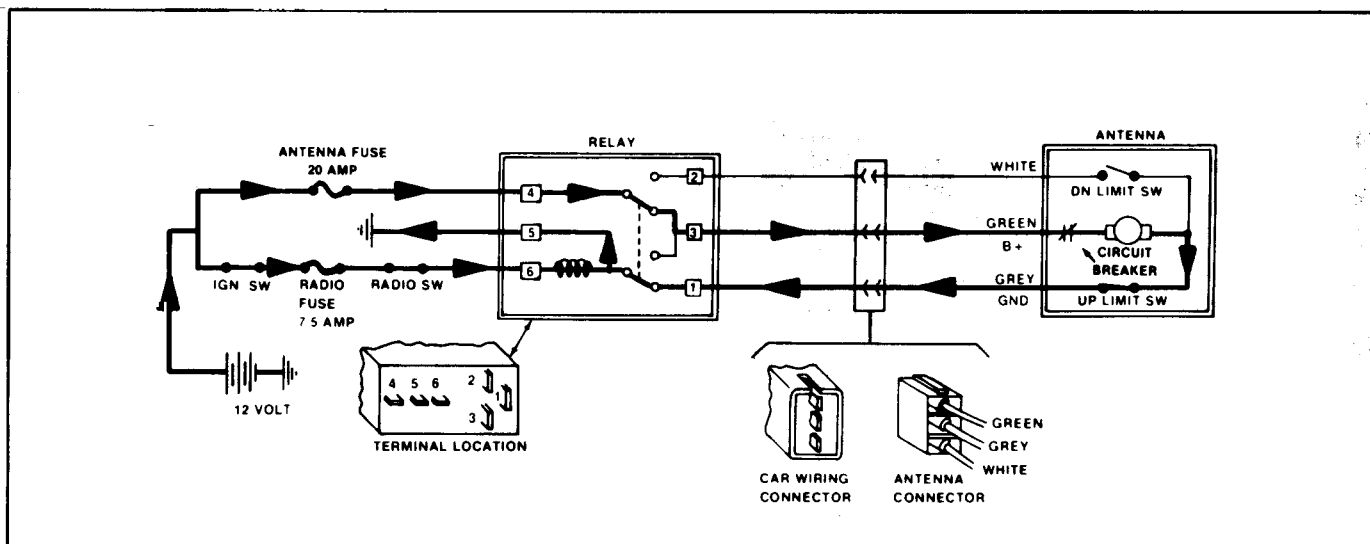 ANTENNA FUSE
20 AMP
RELAY
ANTENNA
4
5
6
2
3
1
WHITE
GREEN
B +
GREY
GND
DN LIMIT SW
CIRCUIT
BREAKER
UP LIMIT SW
IGN SW
RADIO
FUSE
7 5 AMP
RADIO SW
12 VOLT
4 5 6 2 1
3
TERMINAL LOCATION
CAR WIRING
CONNECTOR
ANTENNA
CONNECTOR
GREEN
GREY
WHITE